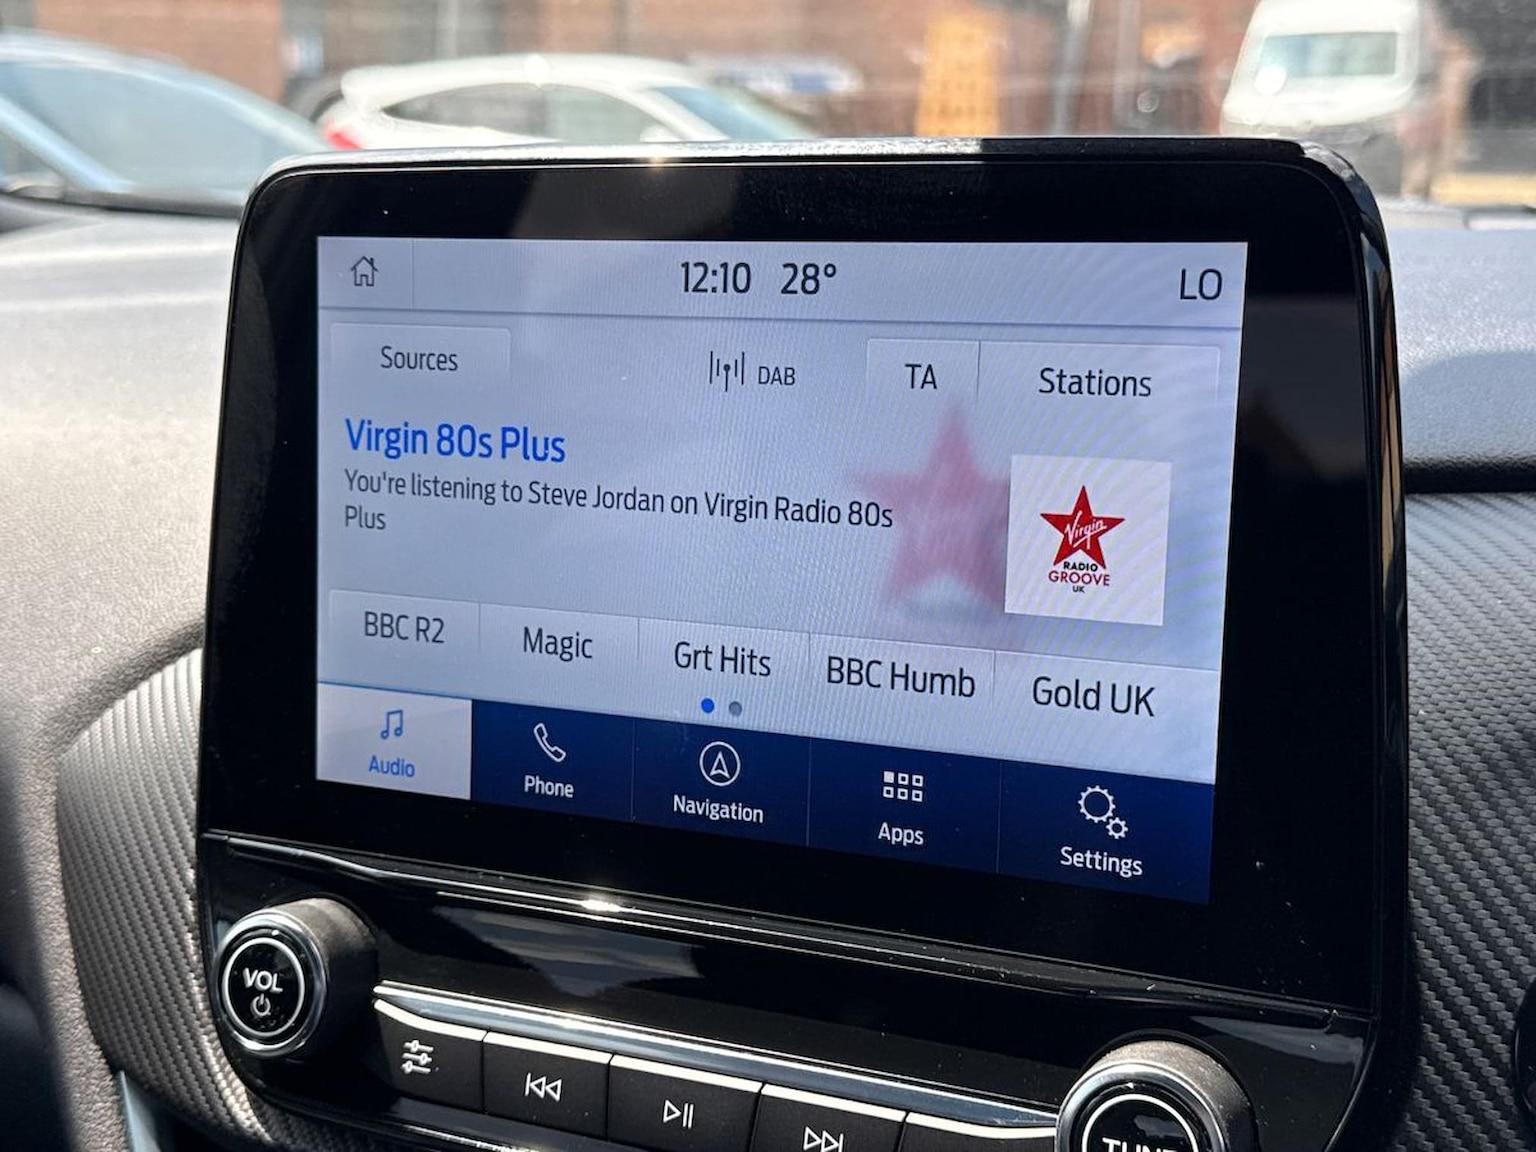 12:10 28° LO
Sources DAB TA Stations
Virgin 80s Plus
You're listening to Steve Jordan on Virgin Radio 80s
Plus
Virgin
RADIO
GROOVE
UK
BBC R2 Magic Grt Hits BBC Humb Gold UK
Audio Phone Navigation Apps Settings
VOL
TUNE